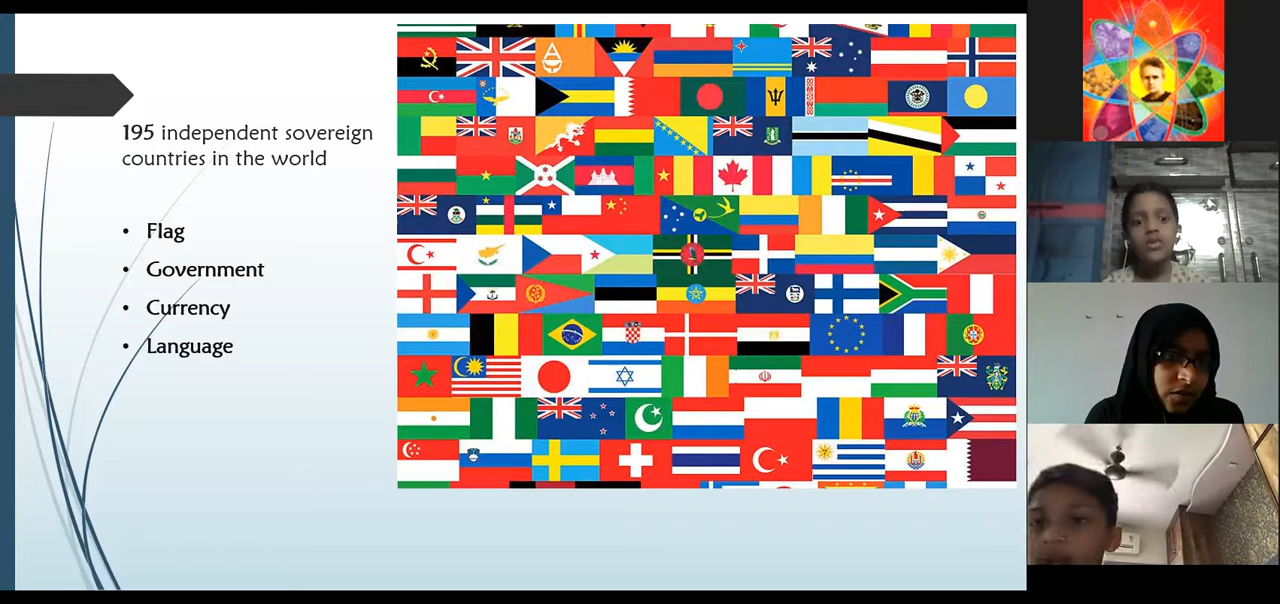 195 independent sovereign
countries in the world
• Flag
• Government
• Currency
• Language